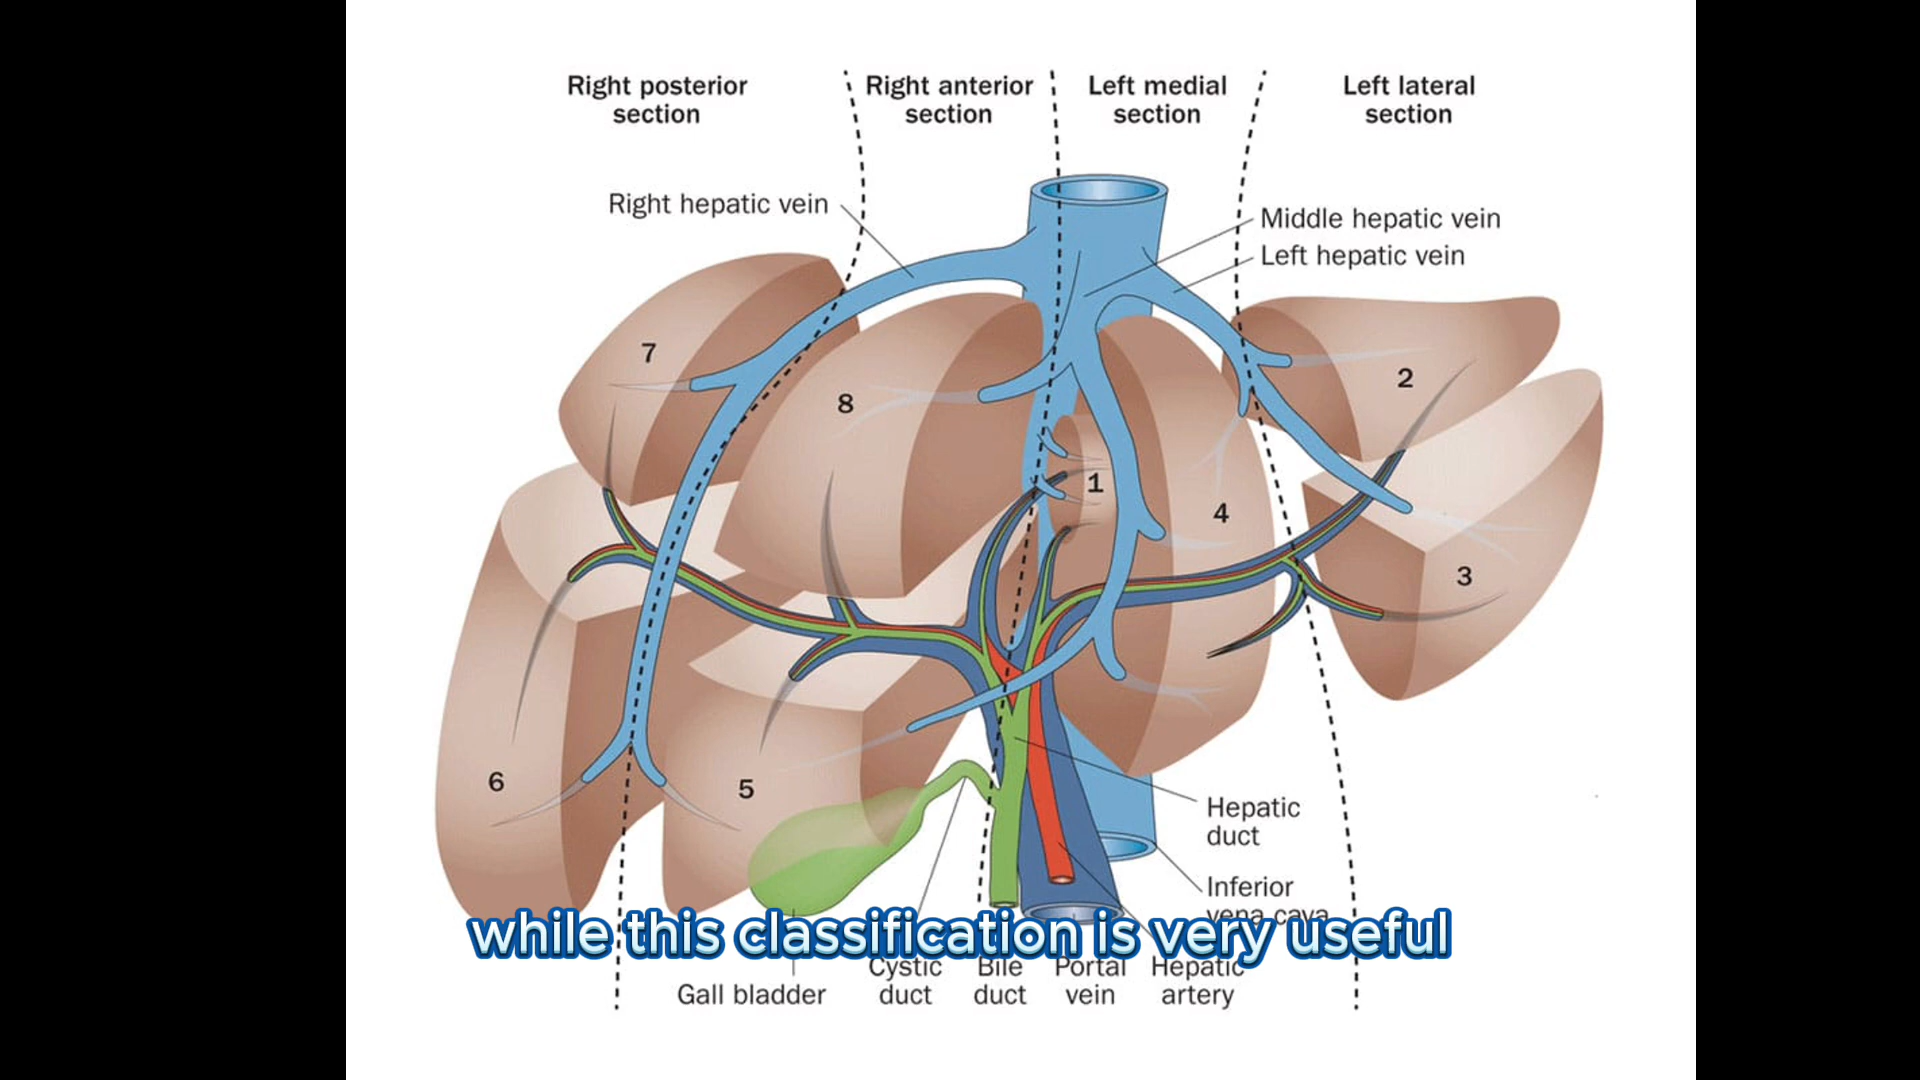 Right posterior
section
Right anterior
section
Left medial
section
Left lateral
section
Right hepatic vein
Middle hepatic vein
Left hepatic vein
7
8
2
1
4
3
6
5
Hepatic
duct
Inferior
vena cava
while this classification is very useful
Gall bladder
Cystic
duct
Bile
duct
Portal
vein
Hepatic
artery